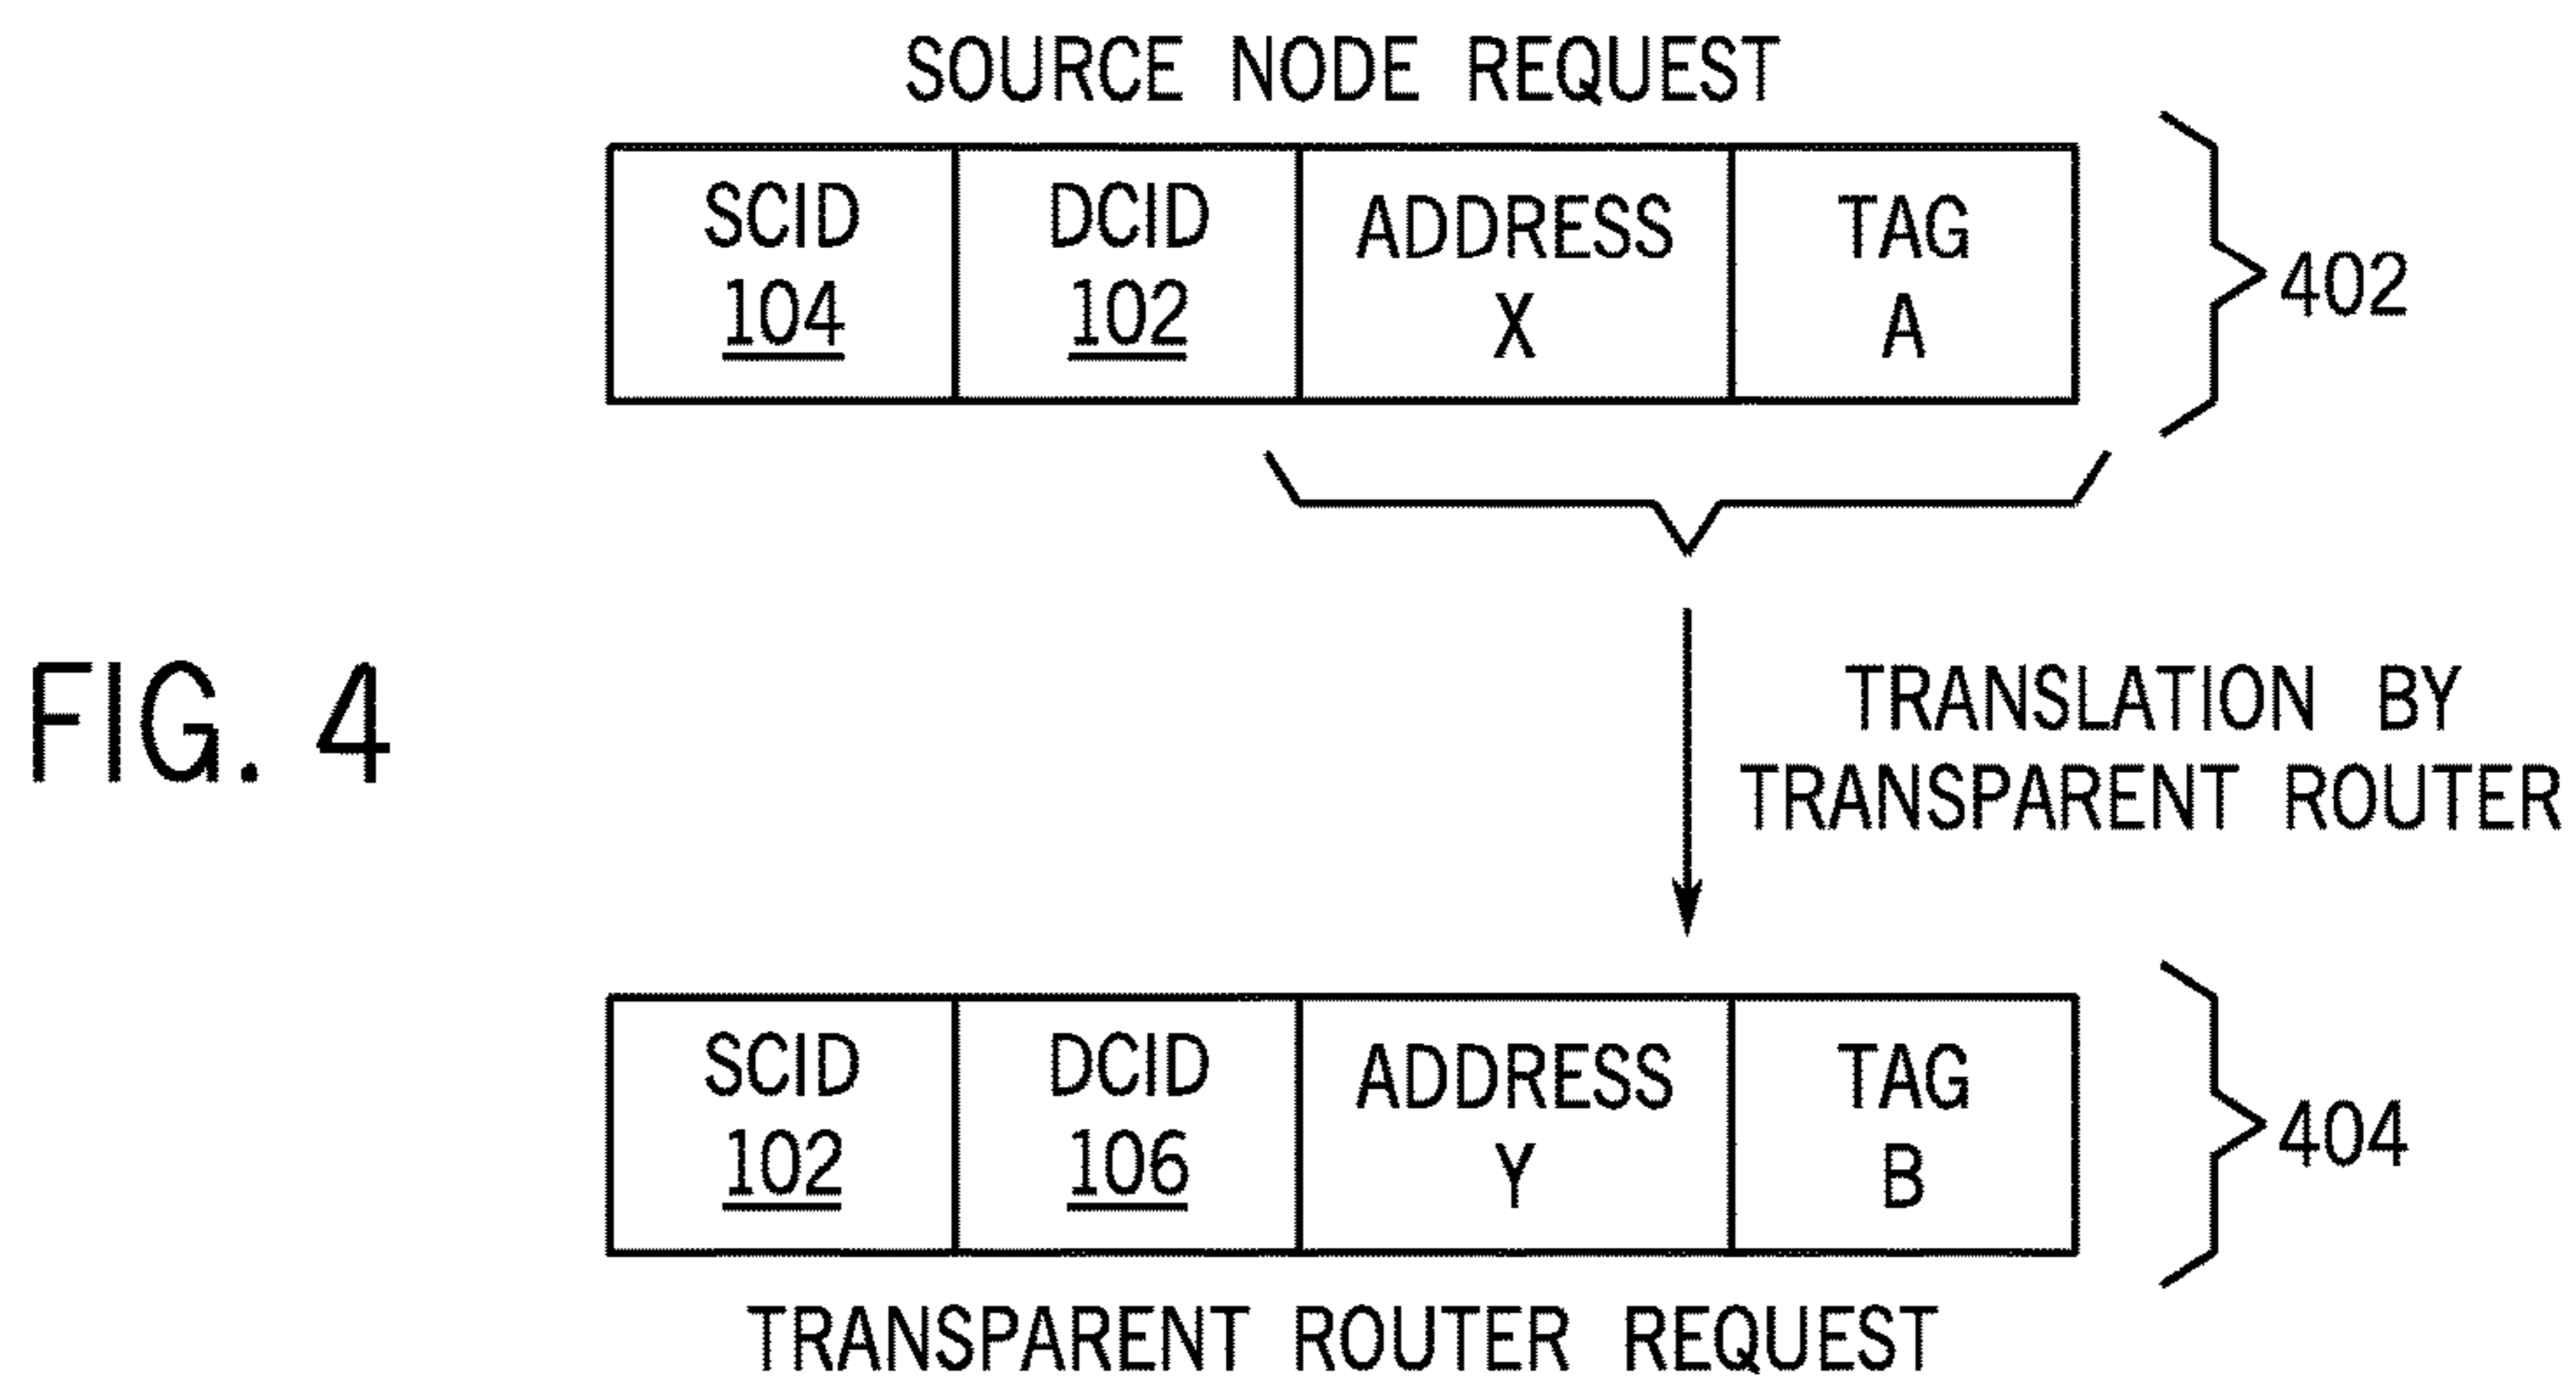 SOURCE NODE REQUEST
SCID DCID ADDRESS TAG
104 102 X A
402
FIG. 4
TRANSLATION BY
TRANSPARENT ROUTER
SCID DCID ADDRESS TAG
102 106 Y B
404
TRANSPARENT ROUTER REQUEST